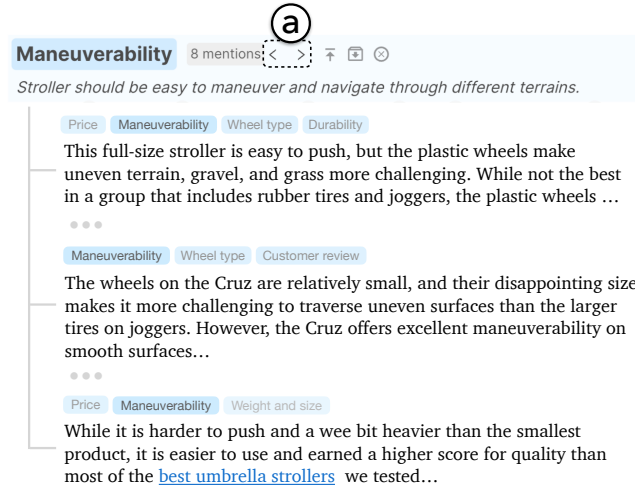 a
Maneuverability 8 mentions < >
Stroller should be easy to maneuver and navigate through different terrains.
Price Maneuverability Wheel type Durability
This full-size stroller is easy to push, but the plastic wheels make
uneven terrain, gravel, and grass more challenging. While not the best
in a group that includes rubber tires and joggers, the plastic wheels ...
Maneuverability Wheel type Customer review
The wheels on the Cruz are relatively small, and their disappointing size
makes it more challenging to traverse uneven surfaces than the larger
tires on joggers. However, the Cruz offers excellent maneuverability on
smooth surfaces...
Price Maneuverability Weight and size
While it is harder to push and a wee bit heavier than the smallest
product, it is easier to use and earned a higher score for quality than
most of the best umbrella strollers we tested...